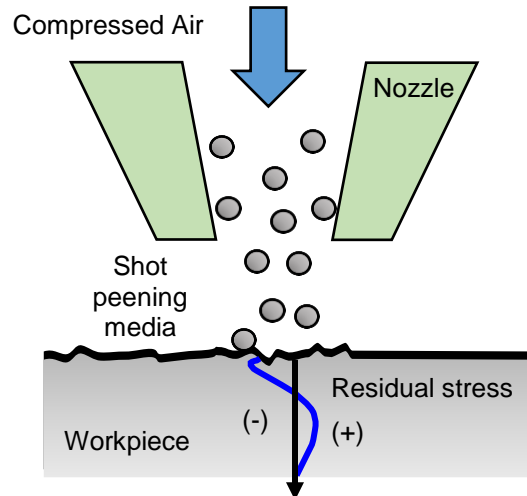 Compressed Air
Nozzle
Shot
peening
media
Residual stress
(-)
(+)
Workpiece